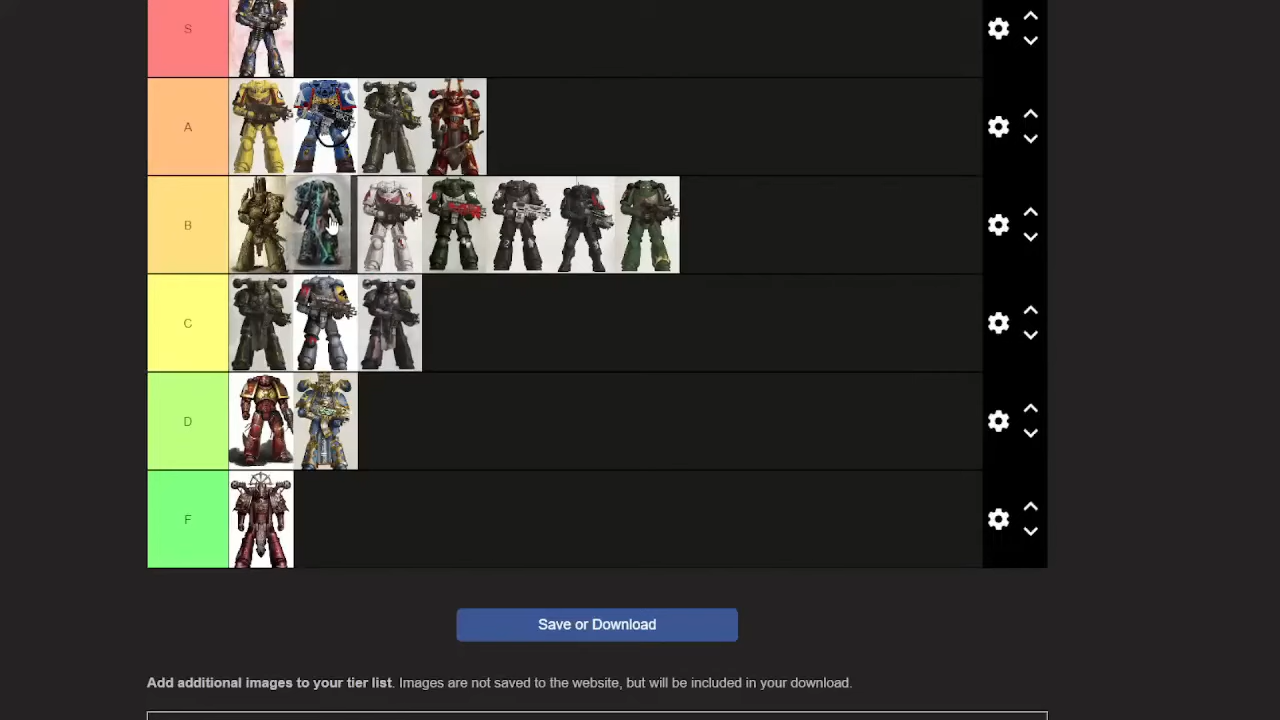 S
A
B
C
D
F
Save or Download
Add additional images to your tier list. Images are not saved to the website, but will be included in your download.